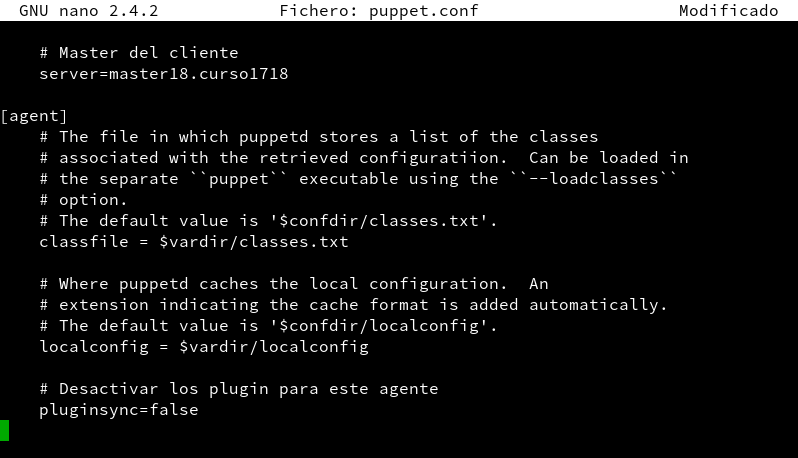 GNU nano 2.4.2 Fichero: puppet.conf Modificado
# Master del cliente
server=master18.curso1718
[agent]
# The file in which puppetd stores a list of the classes
# associated with the retrieved configuratiion.  Can be loaded in
# the separate ``puppet`` executable using the ``--loadclasses``
# option.
# The default value is '$confdir/classes.txt'.
classfile = $vardir/classes.txt
# Where puppetd caches the local configuration.  An
# extension indicating the cache format is added automatically.
# The default value is '$confdir/localconfig'.
localconfig = $vardir/localconfig
# Desactivar los plugin para este agente
pluginsync=false